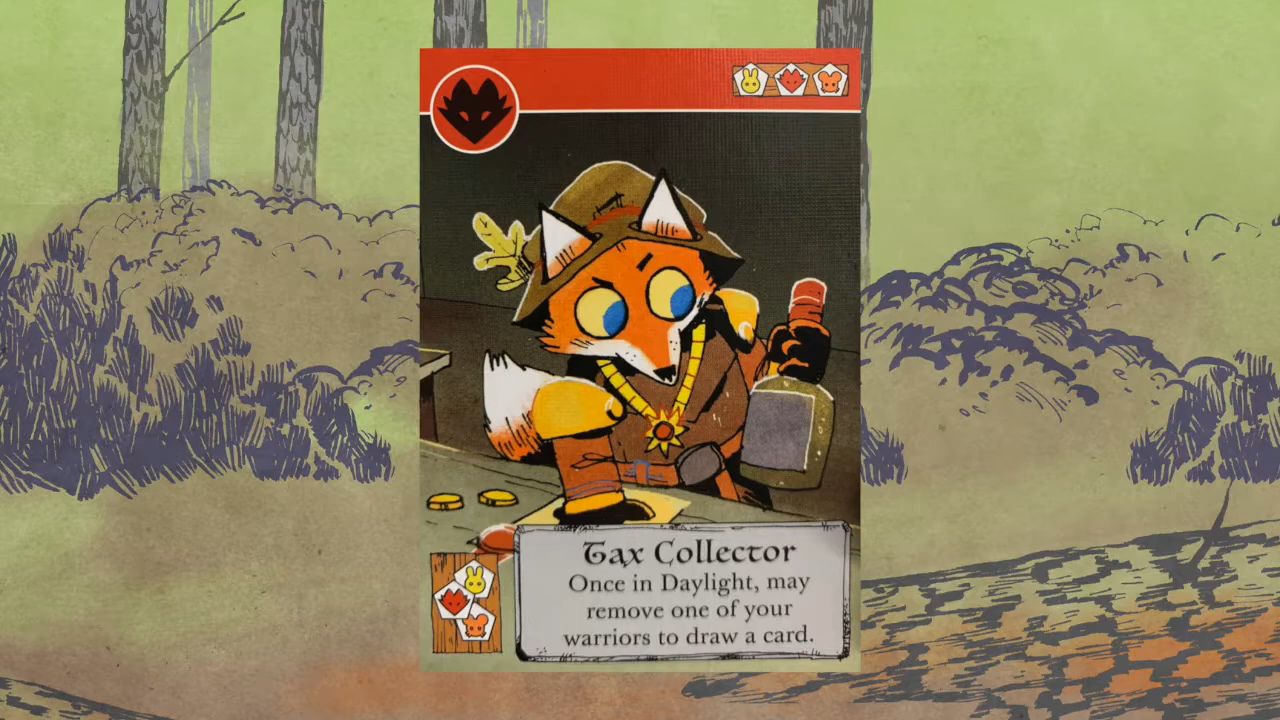 Tax Collector
Once in Daylight, may
remove one of your
warriors to draw a card.